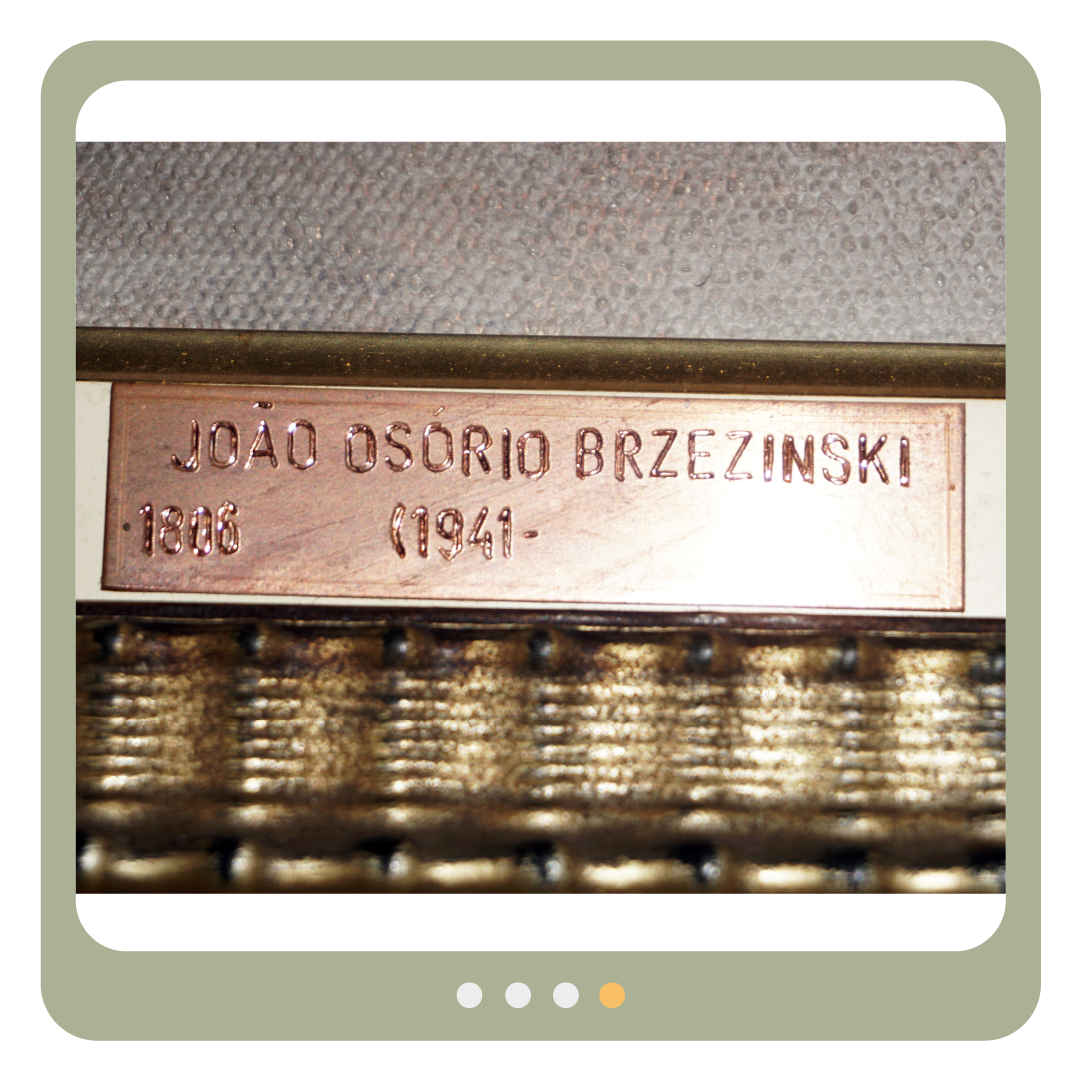 JOÃO OSÓRIO BRZEZINSKI
1806 (1941-